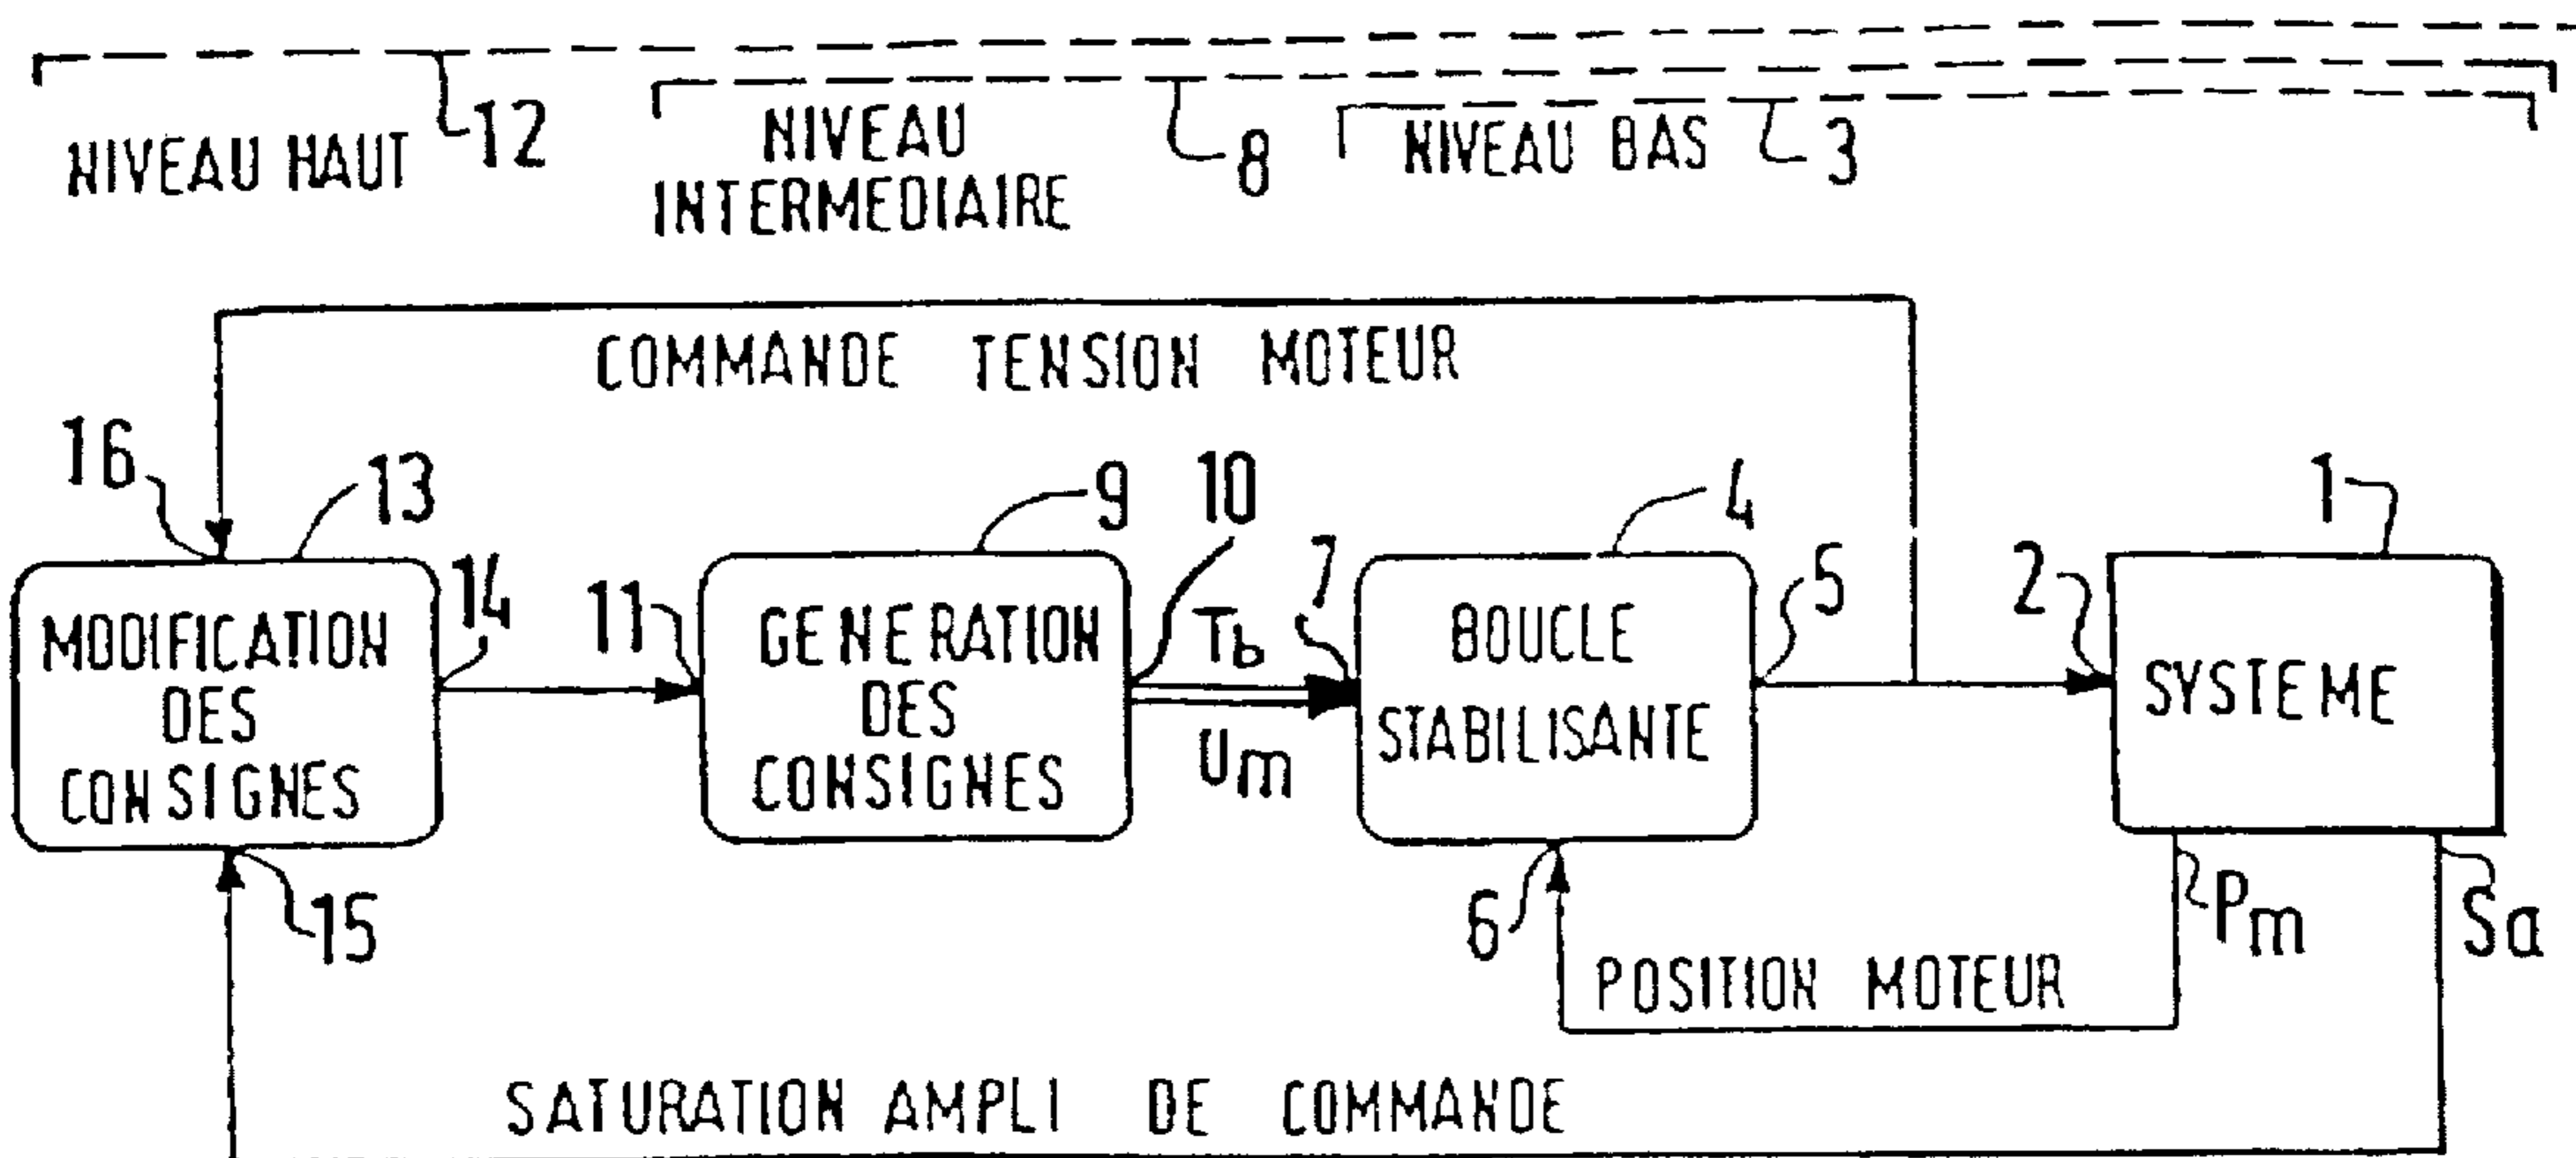 NIVEAU HAUT
12
NIVEAU
INTERMEDIAIRE
8
NIVEAU BAS
3
COMMANDE TENSION MOTEUR
16
13
9
10
7
4
1
MODIFICATION
DES
CONSIGNES
14
11
GENERATION
DES
CONSIGNES
Tb
Um
BOUCLE
STABILISANTE
5
2
SYSTEME
15
6
Pm
Sa
POSITION MOTEUR
SATURATION AMPLI DE COMMANDE